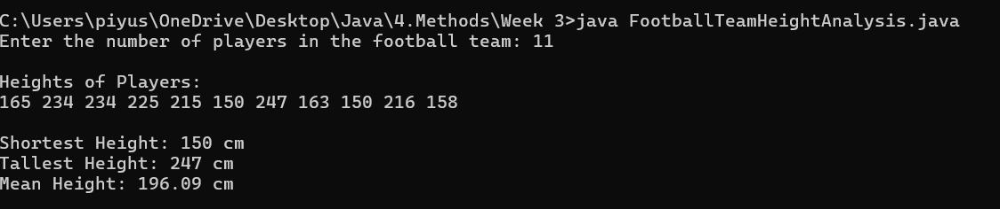 C:\Users\piyus\OneDrive\Desktop\Java\4.Methods\Week 3>java FootballTeamHeightAnalysis.java
Enter the number of players in the football team: 11
Heights of Players:
165 234 234 225 215 150 247 163 150 216 158
Shortest Height: 150 cm
Tallest Height: 247 cm
Mean Height: 196.09 cm